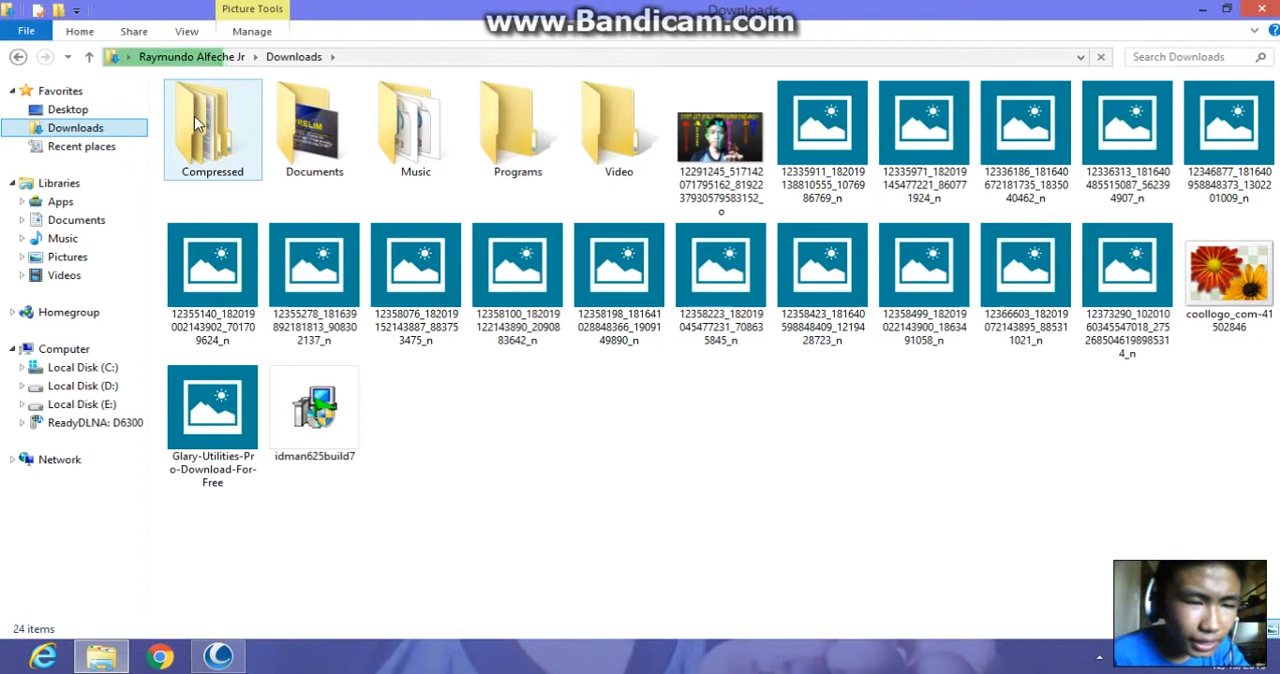 Picture Tools
www.Bandicam.com
File
Home
Share
View
Manage
Raymundo Alfeche Jr
Downloads
Search Downloads
Favorites
Desktop
Downloads
Recent places
Libraries
Apps
Documents
Music
Pictures
Videos
Homegroup
Computer
Local Disk (C:)
Local Disk (D:)
Local Disk (E:)
ReadyDLNA: D6300
Network
Compressed
Documents
Music
Programs
Video
12291245_517142
071795162_81922
37930579583152_
o
12335911_182019
138810555_10769
86769_n
12335971_182019
145477221_86077
1924_n
12336186_181640
672181735_18350
40462_n
12336313_181640
485515087_56239
4907_n
12346877_181640
958848373_13022
01009_n
12355140_182019
002143902_70170
9624_n
12355278_181639
892181813_90830
2137_n
12358076_182019
152143887_88375
3475_n
12358100_182019
122143890_20908
83642_n
12358198_181641
028848366_19091
49890_n
12358223_182019
045477231_70863
5845_n
12358423_181640
598848409_12194
28723_n
12358499_182019
022143900_18634
91058_n
12366603_182019
072143895_88531
1021_n
12373290_102010
60345547018_275
268504619898531
4_n
coollogo_com-41
502846
Glary-Utilities-Pr
o-Download-For-
Free
idman625build7
24 items